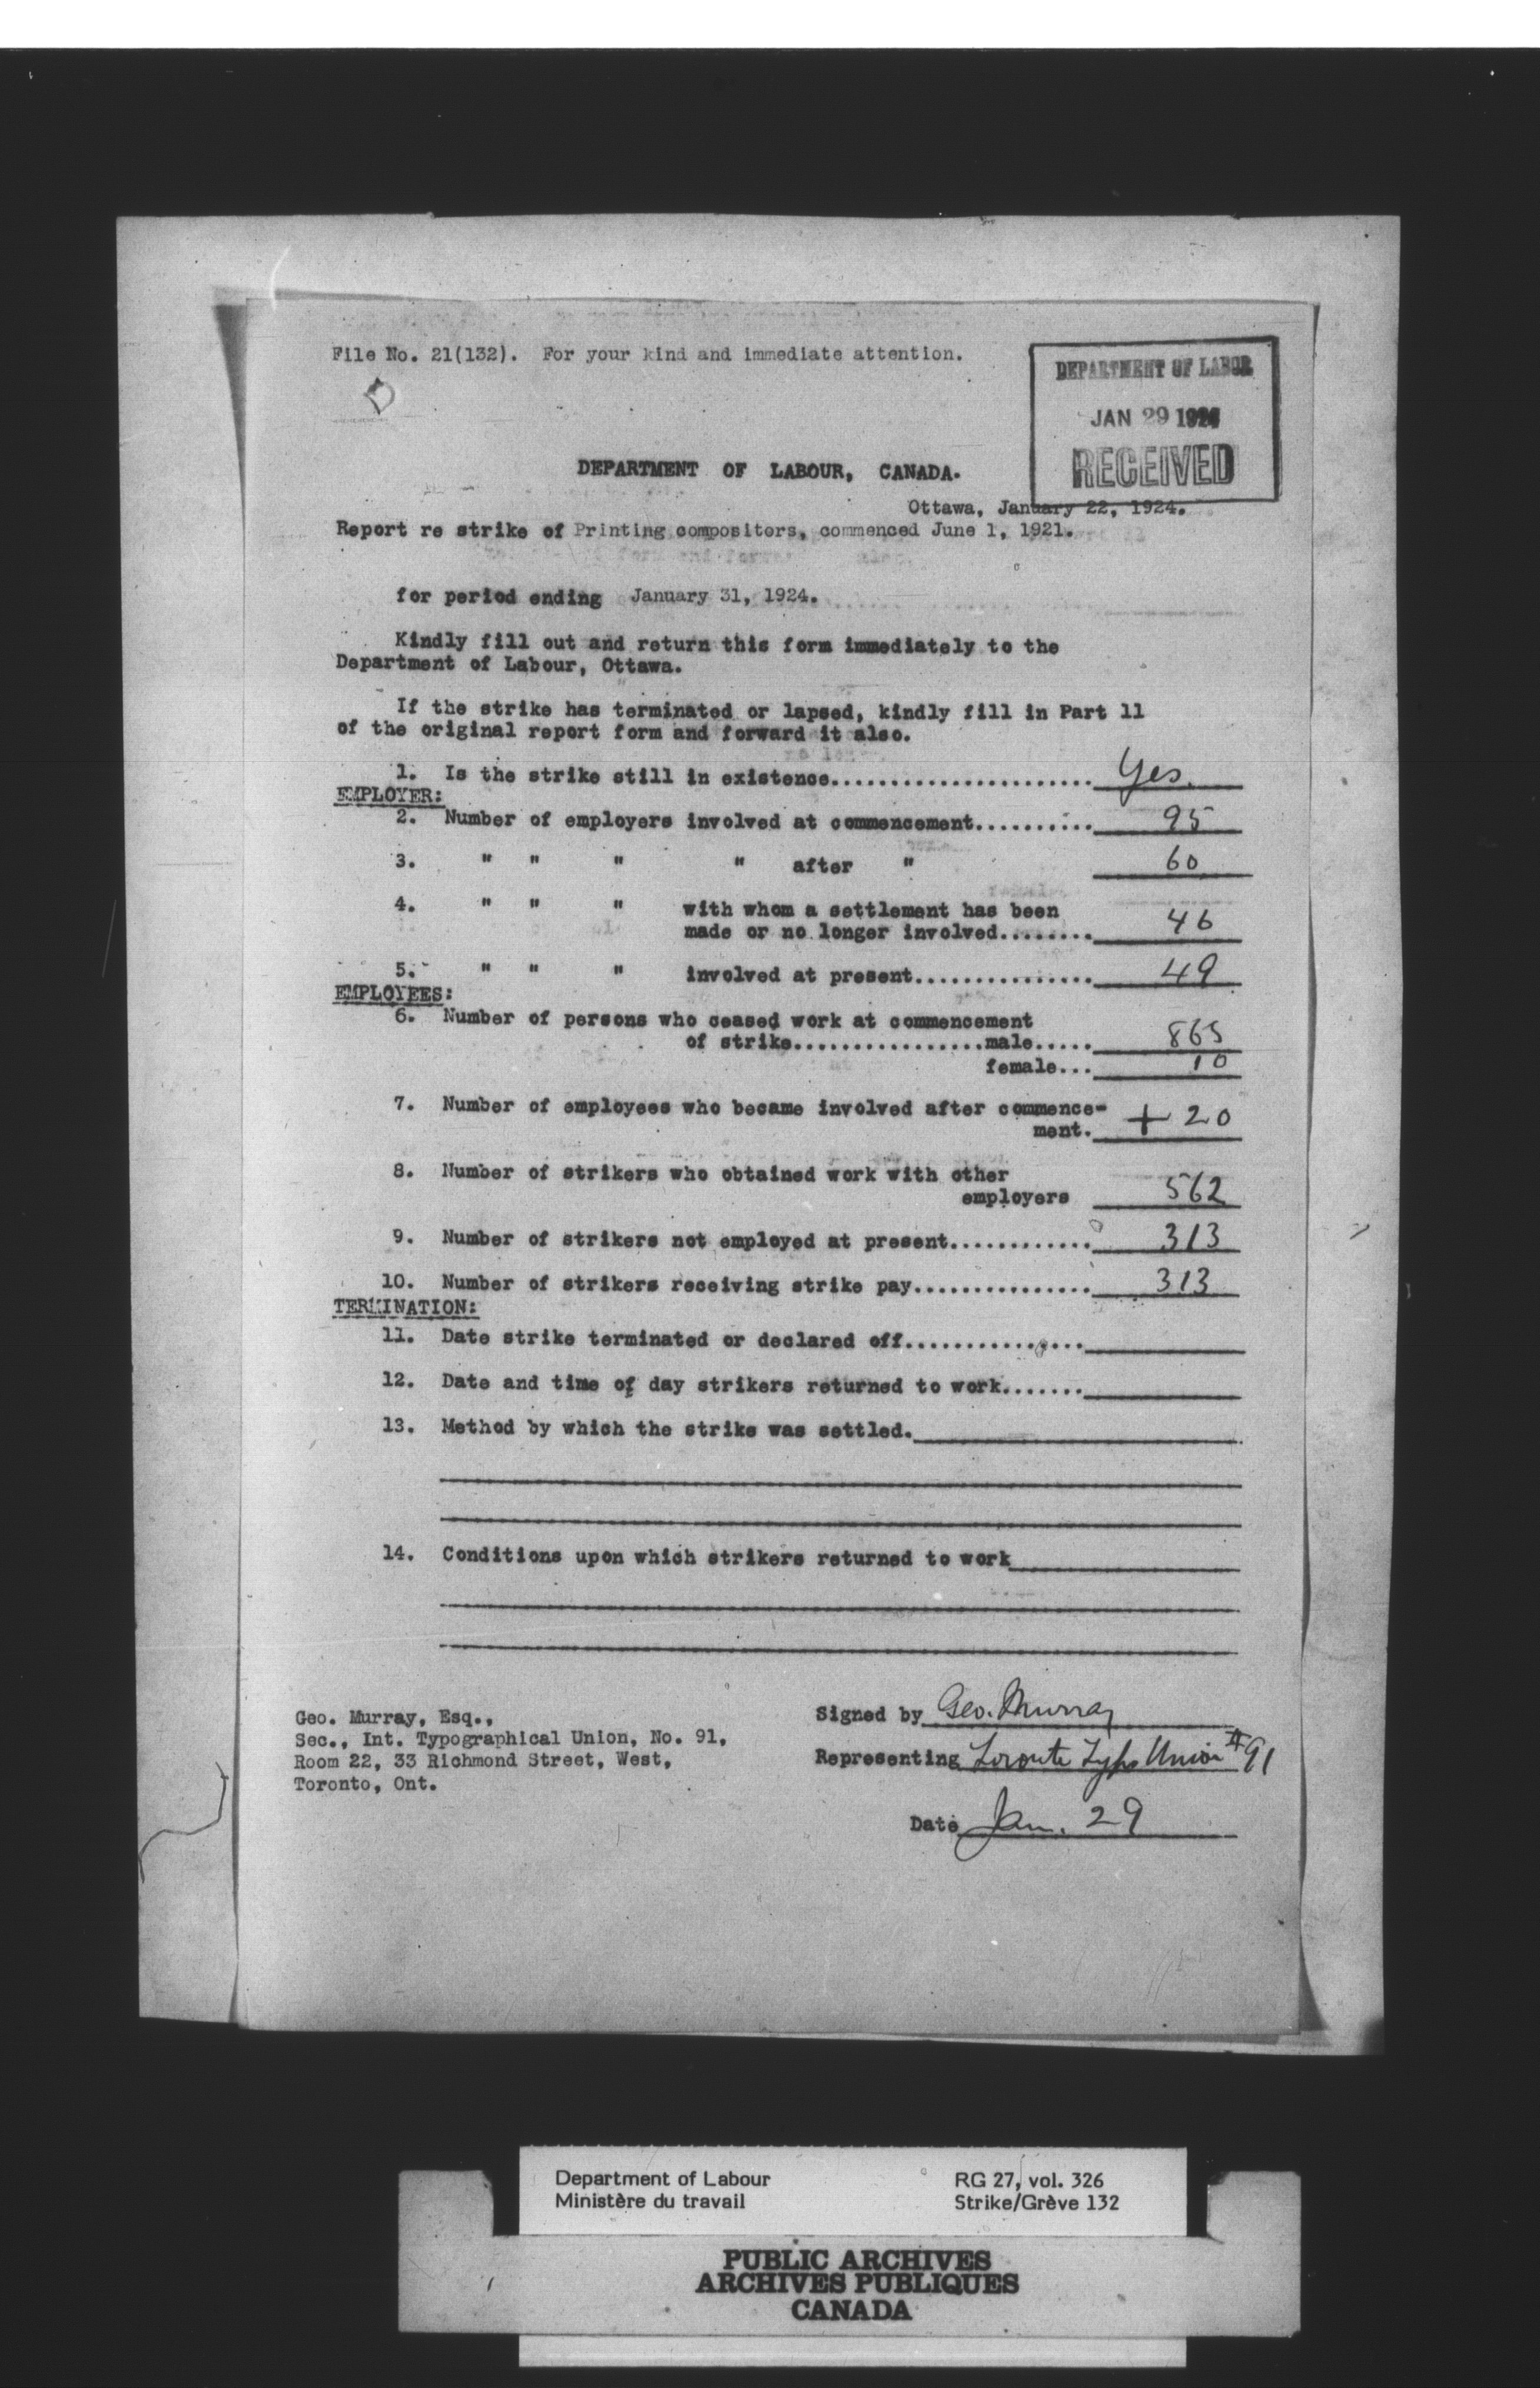 File No. 21(132). For your kind and immediate attention.
DEPARTMENT OF LABOR
JAN 29 1924
RECEIVED
DEPARTMENT OF LABOUR, CANADA.
Ottawa, January 22, 1924.
Report re strike of Printing compositers, commenced June 1, 1921.
for period ending January 31, 1924.
Kindly fill out and return this form immediately to the
Department of Labour, Ottawa.
If the strike has terminated or lapsed, kindly fill in Part 11
of the original report form and forward it also.
1. Is the strike still in existence...................... Yes.
EMPLOYER:
2. Number of employers involved at commencement.......... 95
3. " " " " after " 60
4. " " " with whom a settlement has been
made or no longer involved........ 46
5. " " " involved at present............... 49
EMPLOYEES:
6. Number of persons who ceased work at commencement
of strike................male..... 865
female... 10
7. Number of employees who became involved after commence-
ment. + 20
8. Number of strikers who obtained work with other
employers 562
9. Number of strikers not employed at present............ 313
10. Number of strikers receiving strike pay............... 313
TERMINATION:
11. Date strike terminated or declared off...............
12. Date and time of day strikers returned to work.......
13. Method by which the strike was settled.
14. Conditions upon which strikers returned to work
Geo. Murray, Esq.,
Sec., Int. Typographical Union, No. 91,
Room 22, 33 Richmond Street, West,
Toronto, Ont.
Signed by Geo. Murray
Representing Toronto Typo Union #91
Date Jan. 29
Department of Labour
Ministère du travail
RG 27, vol. 326
Strike/Grève 132
PUBLIC ARCHIVES
ARCHIVES PUBLIQUES
CANADA